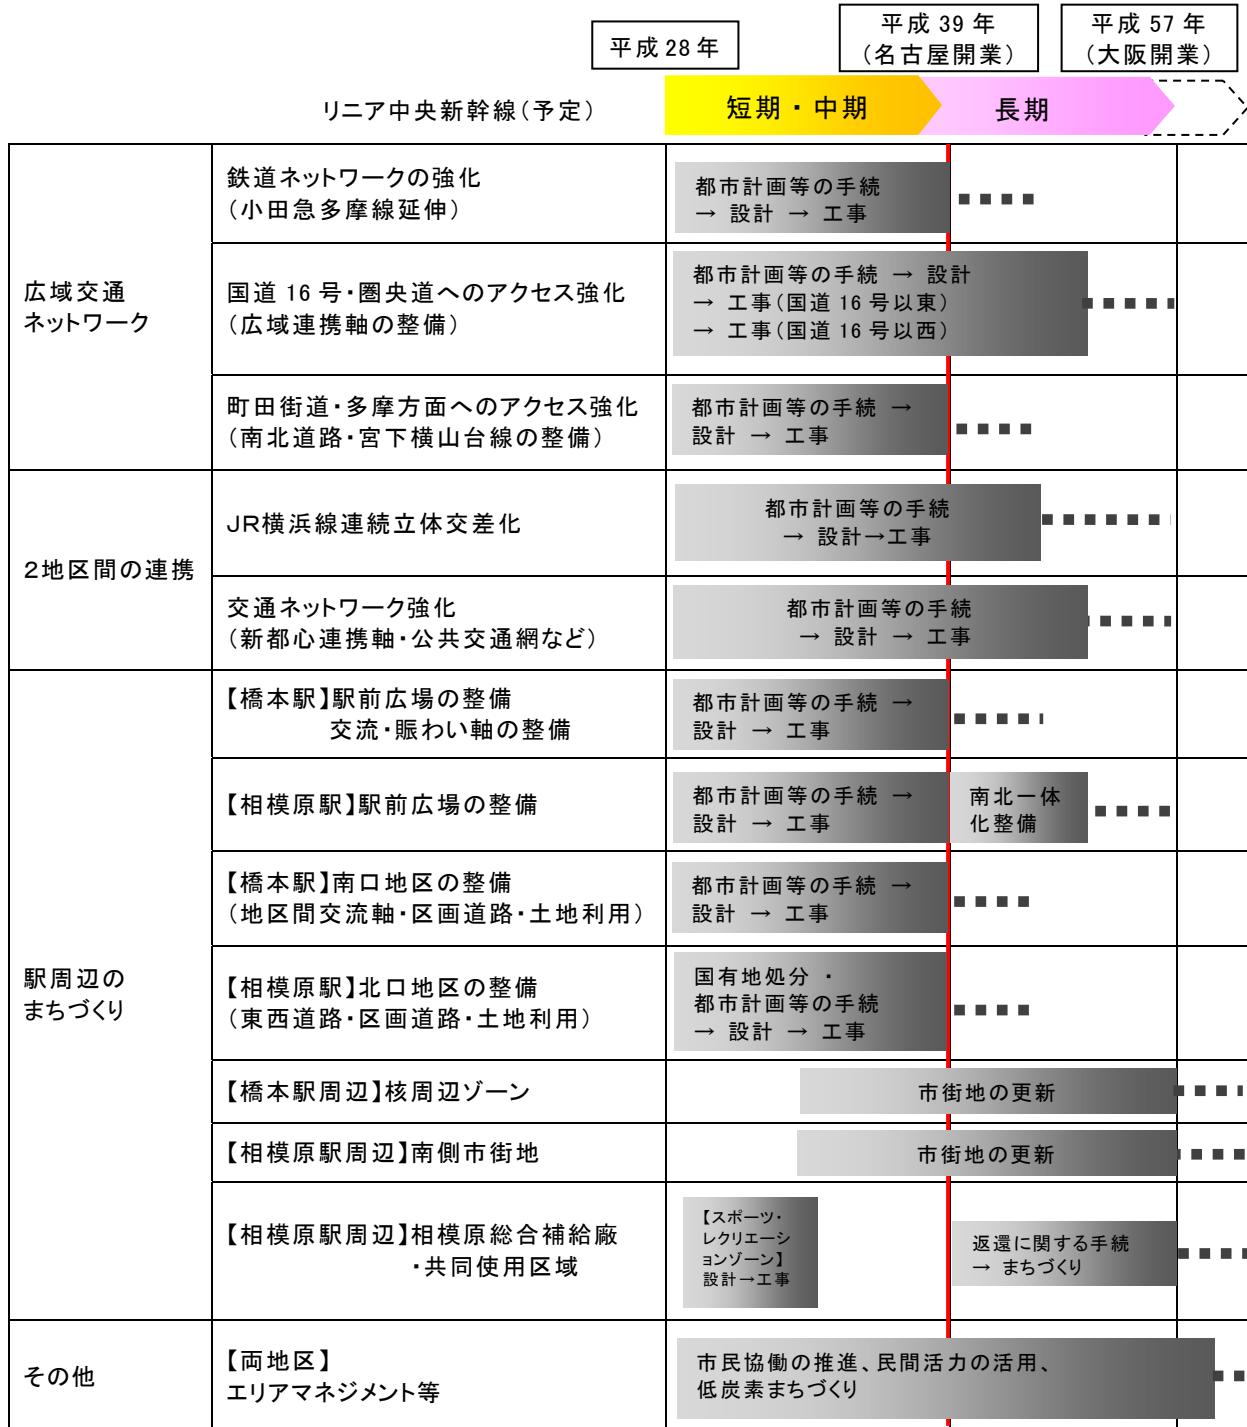 平成 28 年
平成 39 年
（名古屋開業）
平成 57 年
（大阪開業）
リニア中央新幹線（予定）
短期・中期
長期
広域交通
ネットワーク
鉄道ネットワークの強化
（小田急多摩線延伸）
都市計画等の手続
→ 設計 → 工事
国道 16 号・圏央道へのアクセス強化
（広域連携軸の整備）
都市計画等の手続 → 設計
→ 工事（国道 16 号以東）
→ 工事（国道 16 号以西）
町田街道・多摩方面へのアクセス強化
（南北道路・宮下横山台線の整備）
都市計画等の手続 →
設計 → 工事
２地区間の連携
ＪＲ横浜線連続立体交差化
都市計画等の手続
→ 設計→工事
交通ネットワーク強化
（新都心連携軸・公共交通網など）
都市計画等の手続
→ 設計 → 工事
駅周辺の
まちづくり
【橋本駅】駅前広場の整備
交流・賑わい軸の整備
都市計画等の手続 →
設計 → 工事
【相模原駅】駅前広場の整備
都市計画等の手続 →
設計 → 工事
南北一体
化整備
【橋本駅】南口地区の整備
（地区間交流軸・区画道路・土地利用）
都市計画等の手続 →
設計 → 工事
【相模原駅】北口地区の整備
（東西道路・区画道路・土地利用）
国有地処分 ・
都市計画等の手続
→ 設計 → 工事
【橋本駅周辺】核周辺ゾーン
市街地の更新
【相模原駅周辺】南側市街地
市街地の更新
【相模原駅周辺】相模原総合補給廠
・共同使用区域
【スポーツ・
レクリエーシ
ョンゾーン】
設計→工事
返還に関する手続
→ まちづくり
その他
【両地区】
エリアマネジメント等
市民協働の推進、民間活力の活用、
低炭素まちづくり